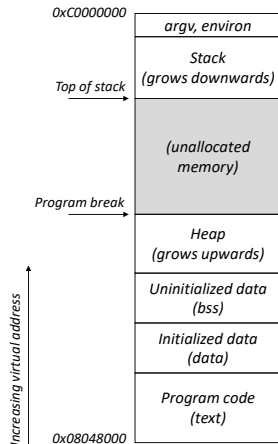 0xC0000000
argv, environ
Stack
(grows downwards)
Top of stack
(unallocated
memory)
Program break
Heap
(grows upwards)
Uninitialized data
(bss)
Initialized data
(data)
Program code
(text)
0x08048000
Increasing virtual address